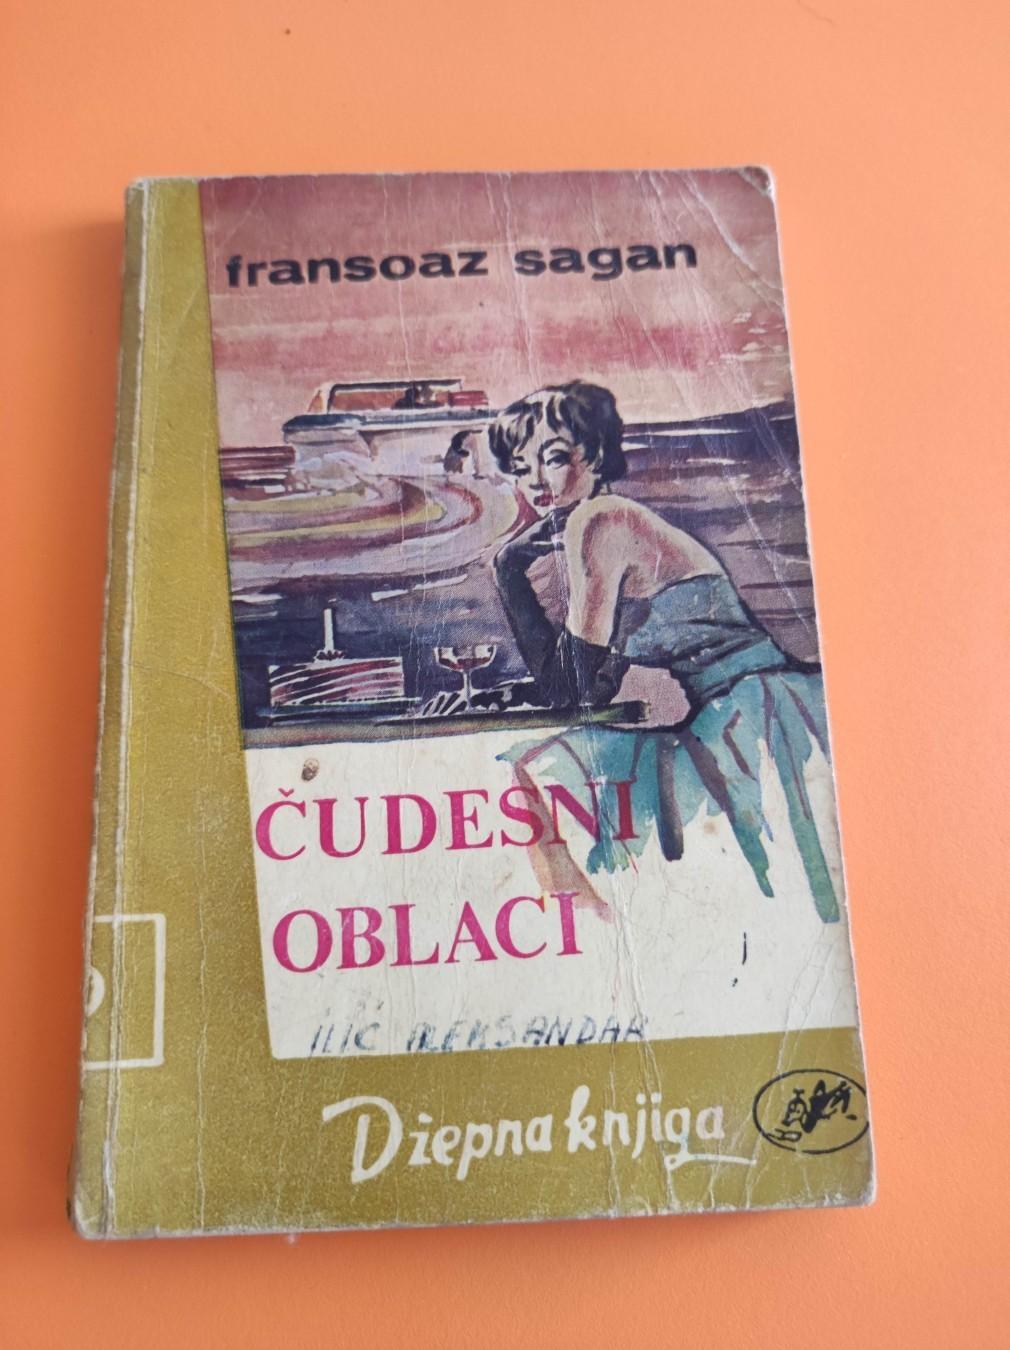 fransoaz sagan
ČUDESNI
OBLACI
ILIĆ ALEKSANDAR
Džepna knjiga